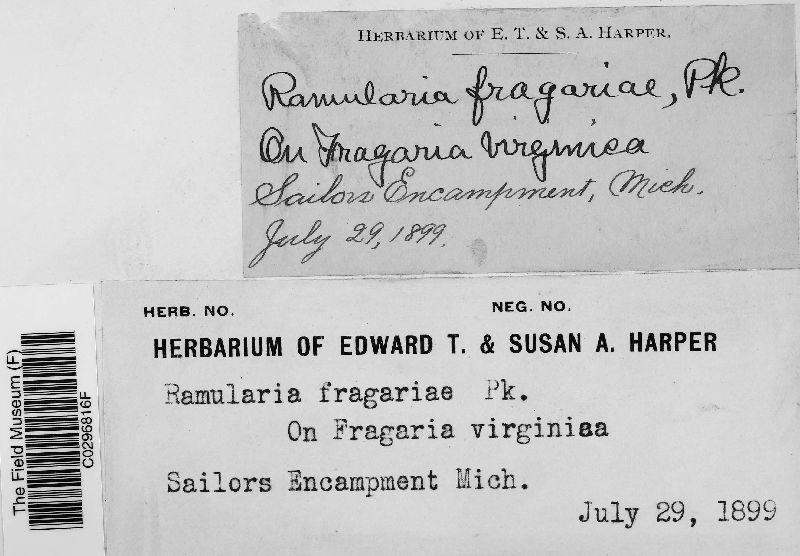 HERBARIUM OF E. T. & S. A. HARPER.
Ramularia fragariae, Pk.
On Fragaria virginica
Sailors Encampment, Mich.
July 29, 1899.
HERB. NO. NEG. NO.
HERBARIUM OF EDWARD T. & SUSAN A. HARPER
Ramularia fragariae Pk.
On Fragaria virginiaa
Sailors Encampment Mich.
July 29, 1899
The Field Museum (F)
C0296816F